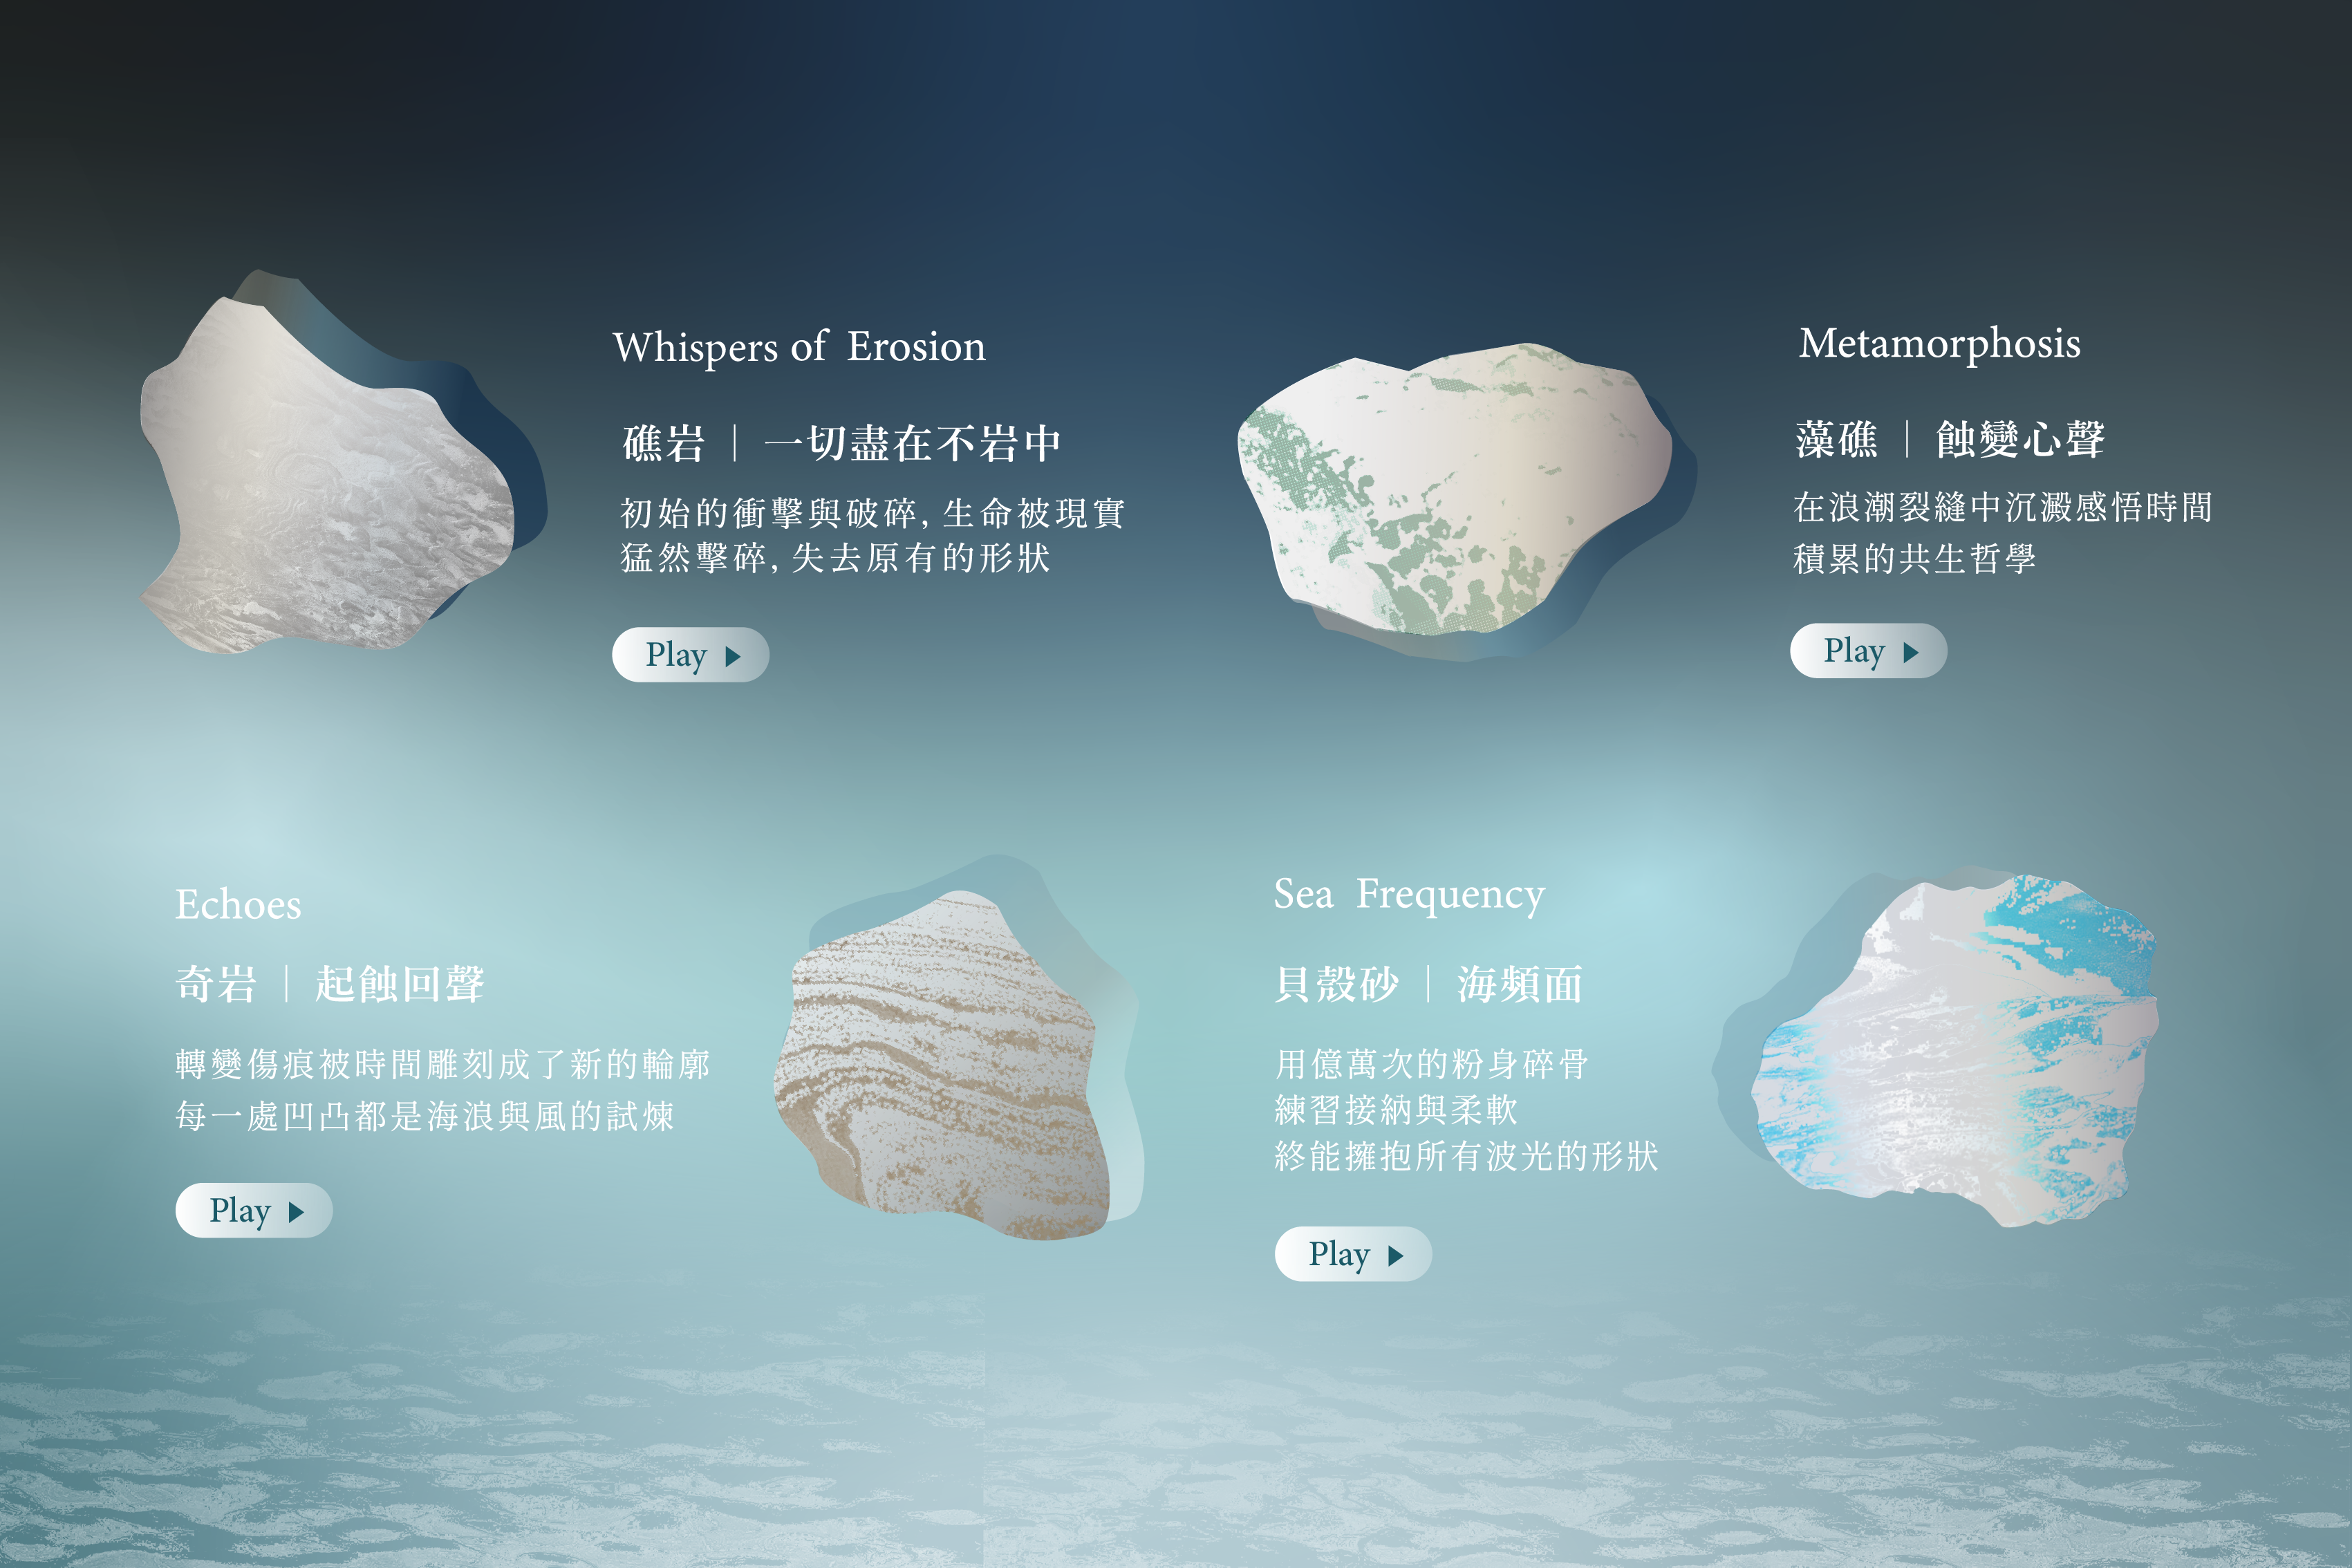 Whispers of Erosion
礁岩｜一切盡在不岩中
初始的衝擊與破碎, 生命被現實
猛然擊碎, 失去原有的形狀
Play
Metamorphosis
藻礁｜蝕變心聲
在浪潮裂縫中沉澱感悟時間
積累的共生哲學
Play
Echoes
奇岩｜起蝕回聲
轉變傷痕被時間雕刻成了新的輪廓
每一處凹凸都是海浪與風的試煉
Play
Sea Frequency
貝殼砂｜海頻面
用億萬次的粉身碎骨
練習接納與柔軟
終能擁抱所有波光的形狀
Play